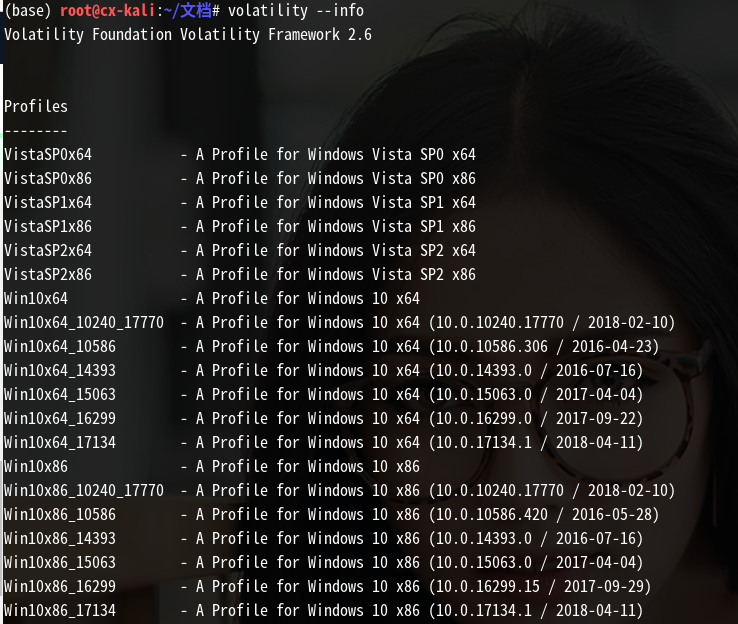 (base) root@cx-kali:~/文档# volatility --info
Volatility Foundation Volatility Framework 2.6
Profiles
--------
VistaSP0x64 - A Profile for Windows Vista SP0 x64
VistaSP0x86 - A Profile for Windows Vista SP0 x86
VistaSP1x64 - A Profile for Windows Vista SP1 x64
VistaSP1x86 - A Profile for Windows Vista SP1 x86
VistaSP2x64 - A Profile for Windows Vista SP2 x64
VistaSP2x86 - A Profile for Windows Vista SP2 x86
Win10x64 - A Profile for Windows 10 x64
Win10x64_10240_17770 - A Profile for Windows 10 x64 (10.0.10240.17770 / 2018-02-10)
Win10x64_10586 - A Profile for Windows 10 x64 (10.0.10586.306 / 2016-04-23)
Win10x64_14393 - A Profile for Windows 10 x64 (10.0.14393.0 / 2016-07-16)
Win10x64_15063 - A Profile for Windows 10 x64 (10.0.15063.0 / 2017-04-04)
Win10x64_16299 - A Profile for Windows 10 x64 (10.0.16299.0 / 2017-09-22)
Win10x64_17134 - A Profile for Windows 10 x64 (10.0.17134.1 / 2018-04-11)
Win10x86 - A Profile for Windows 10 x86
Win10x86_10240_17770 - A Profile for Windows 10 x86 (10.0.10240.17770 / 2018-02-10)
Win10x86_10586 - A Profile for Windows 10 x86 (10.0.10586.420 / 2016-05-28)
Win10x86_14393 - A Profile for Windows 10 x86 (10.0.14393.0 / 2016-07-16)
Win10x86_15063 - A Profile for Windows 10 x86 (10.0.15063.0 / 2017-04-04)
Win10x86_16299 - A Profile for Windows 10 x86 (10.0.16299.15 / 2017-09-29)
Win10x86_17134 - A Profile for Windows 10 x86 (10.0.17134.1 / 2018-04-11)